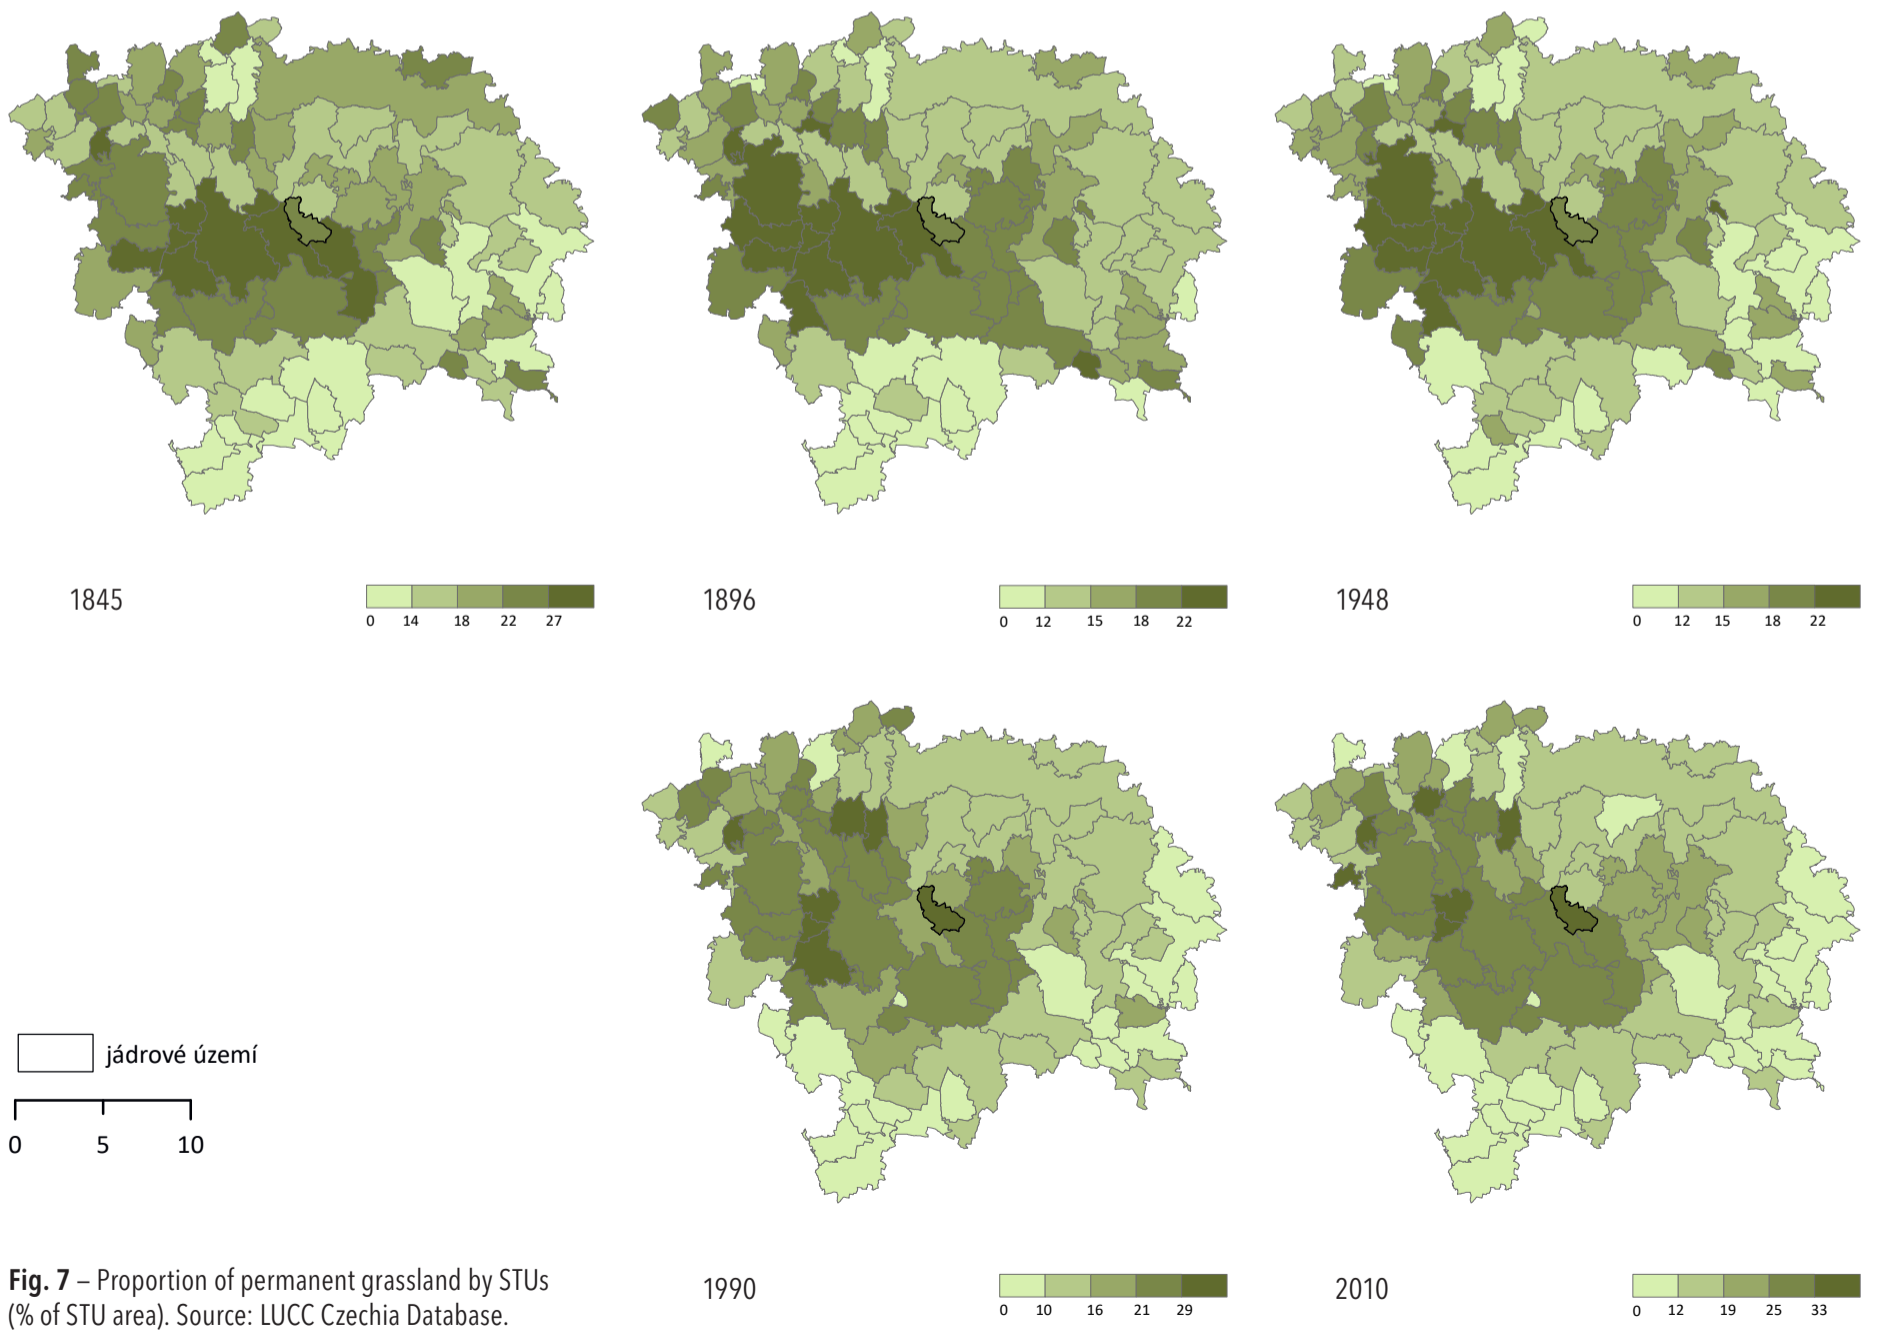 1845
0 14 18 22 27
1896
0 12 15 18 22
1948
0 12 15 18 22
jádrové území
0 5 10
1990
0 10 16 21 29
2010
0 12 19 25 33
Fig. 7 – Proportion of permanent grassland by STUs
(% of STU area). Source: LUCC Czechia Database.